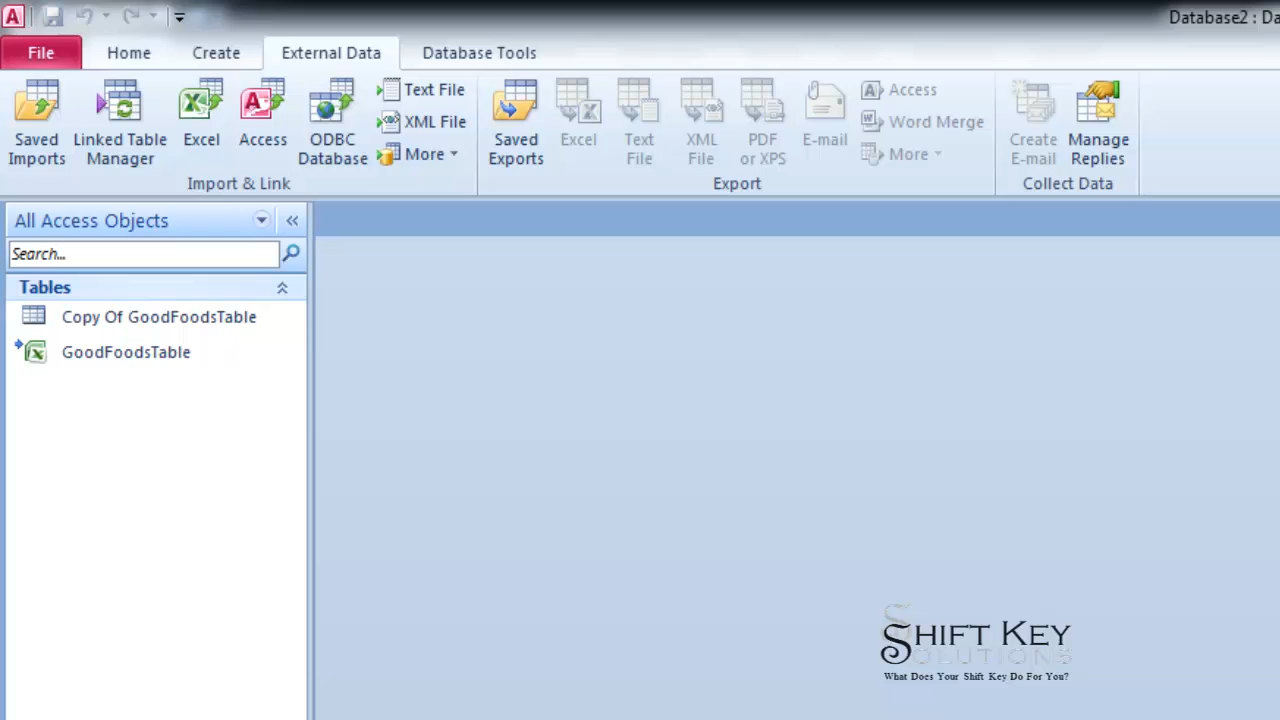 Database2 : Da
File Home Create External Data Database Tools
Saved Imports
Linked Table Manager
Excel
Access
ODBC Database
Text File
XML File
More
Import & Link
Saved Exports
Excel
Text File
XML File
PDF or XPS
E-mail
Access
Word Merge
More
Export
Create E-mail
Manage Replies
Collect Data
All Access Objects
Search...
Tables
Copy Of GoodFoodsTable
GoodFoodsTable
SHIFT KEY
SOLUTIONS
What Does Your Shift Key Do For You?